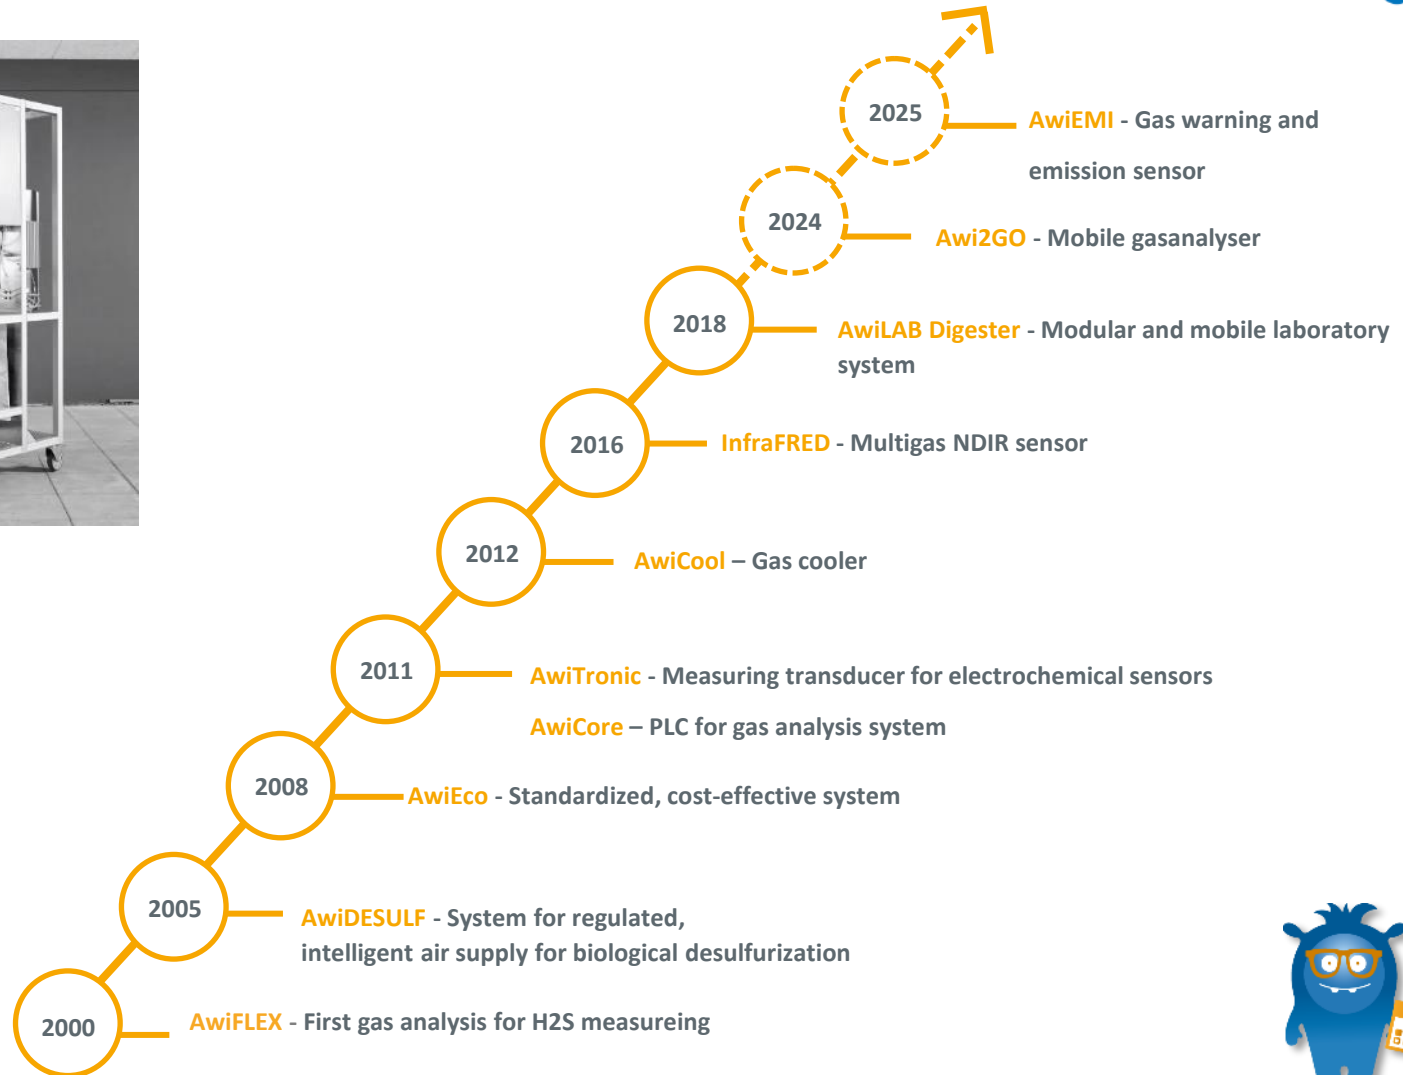 2025
AwiEMI - Gas warning and
emission sensor
2024
Awi2GO - Mobile gasanalyser
2018
AwiLAB Digester - Modular and mobile laboratory
system
2016
InfraFRED - Multigas NDIR sensor
2012
AwiCool – Gas cooler
2011
AwiTronic - Measuring transducer for electrochemical sensors
AwiCore – PLC for gas analysis system
2008
AwiEco - Standardized, cost-effective system
2005
AwiDESULF - System for regulated,
intelligent air supply for biological desulfurization
2000
AwiFLEX - First gas analysis for H2S measureing